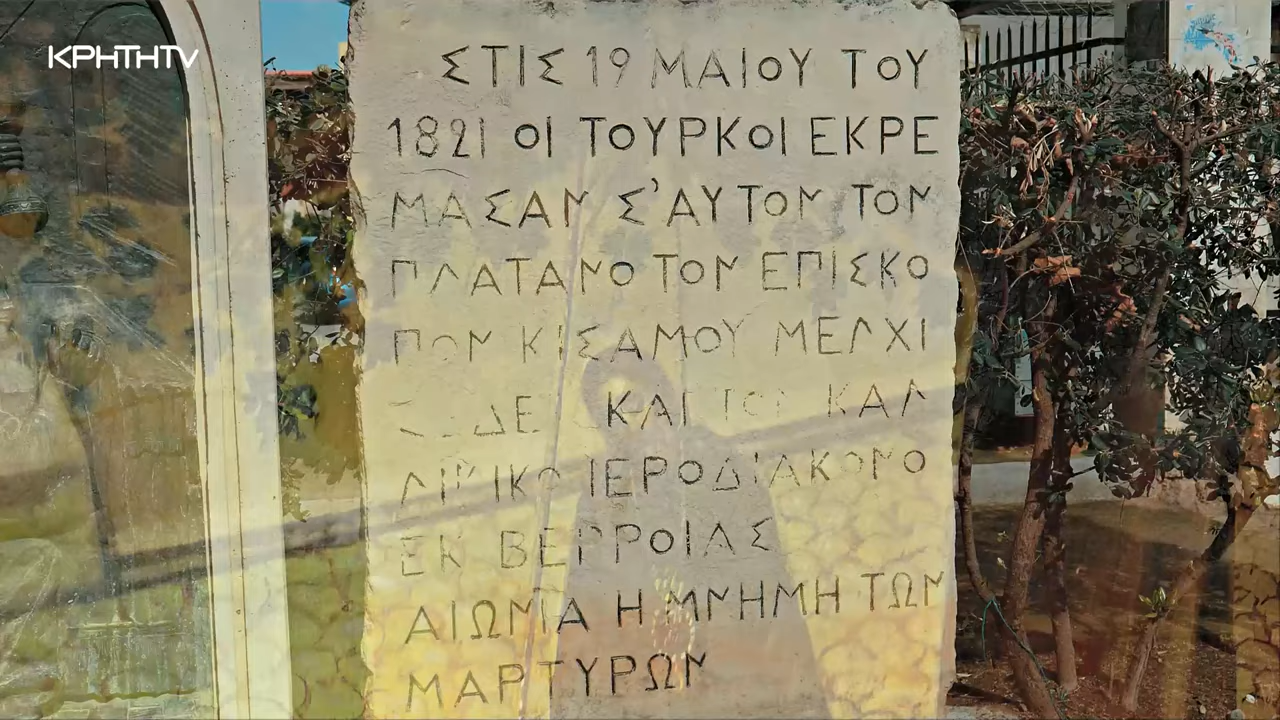 ΚΡΗΤΗTV
ΣΤΙΣ 19 ΜΑΙΟΥ ΤΟΥ
1821 ΟΙ ΤΟΥΡΚΟΙ ΕΚΡΕ
ΜΑΣΑΝ Σ'ΑΥΤΟΝ ΤΟΝ
ΠΛΑΤΑΝΟ ΤΟΝ ΕΠΙΣΚΟ
ΠΟΝ ΚΙΣΑΜΟΥ ΜΕΛΧΙ
ΚΑΙ ΤΟΝ ΚΑΛ
ΛΙΝΙΚΟ ΙΕΡΟΔΙΑΚΟΝΟ
ΕΚ ΒΕΡΡΟΙΑΣ
ΑΙΩΝΙΑ Η ΜΝΗΜΗ ΤΩΝ
ΜΑΡΤΥΡΩΝ